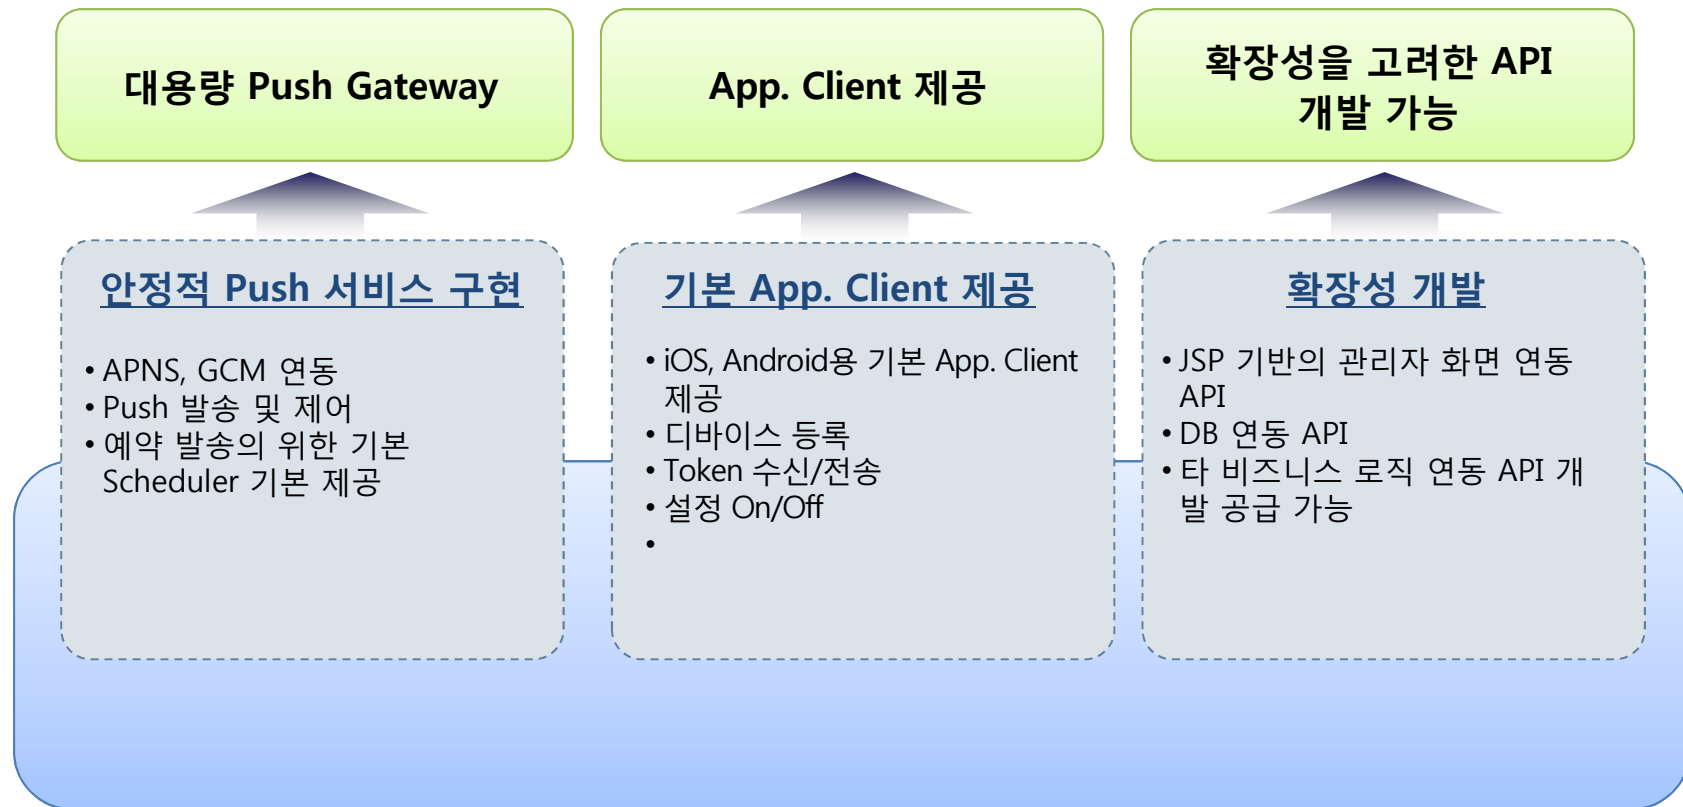 대용량 Push Gateway
App. Client 제공
확장성을 고려한 API
개발 가능
안정적 Push 서비스 구현
• APNS, GCM 연동
• Push 발송 및 제어
• 예약 발송의 위한 기본
Scheduler 기본 제공
기본 App. Client 제공
• iOS, Android용 기본 App. Client
제공
• 디바이스 등록
• Token 수신/전송
• 설정 On/Off
•
확장성 개발
• JSP 기반의 관리자 화면 연동
API
• DB 연동 API
• 타 비즈니스 로직 연동 API 개
발 공급 가능